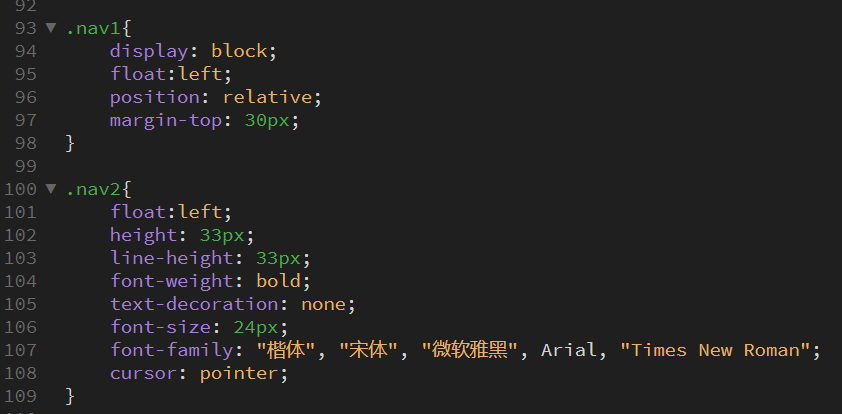 92
93 ▼ .nav1{
94 display: block;
95 float:left;
96 position: relative;
97 margin-top: 30px;
98 }
99
100 ▼ .nav2{
101 float:left;
102 height: 33px;
103 line-height: 33px;
104 font-weight: bold;
105 text-decoration: none;
106 font-size: 24px;
107 font-family: "楷体", "宋体", "微软雅黑", Arial, "Times New Roman";
108 cursor: pointer;
109 }